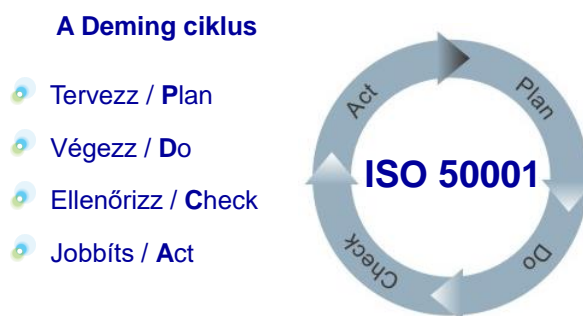 A Deming ciklus
Tervezz / Plan
Végezz / Do
Ellenőrizz / Check
Jobbíts / Act
Act
Plan
ISO 50001
Check
Do